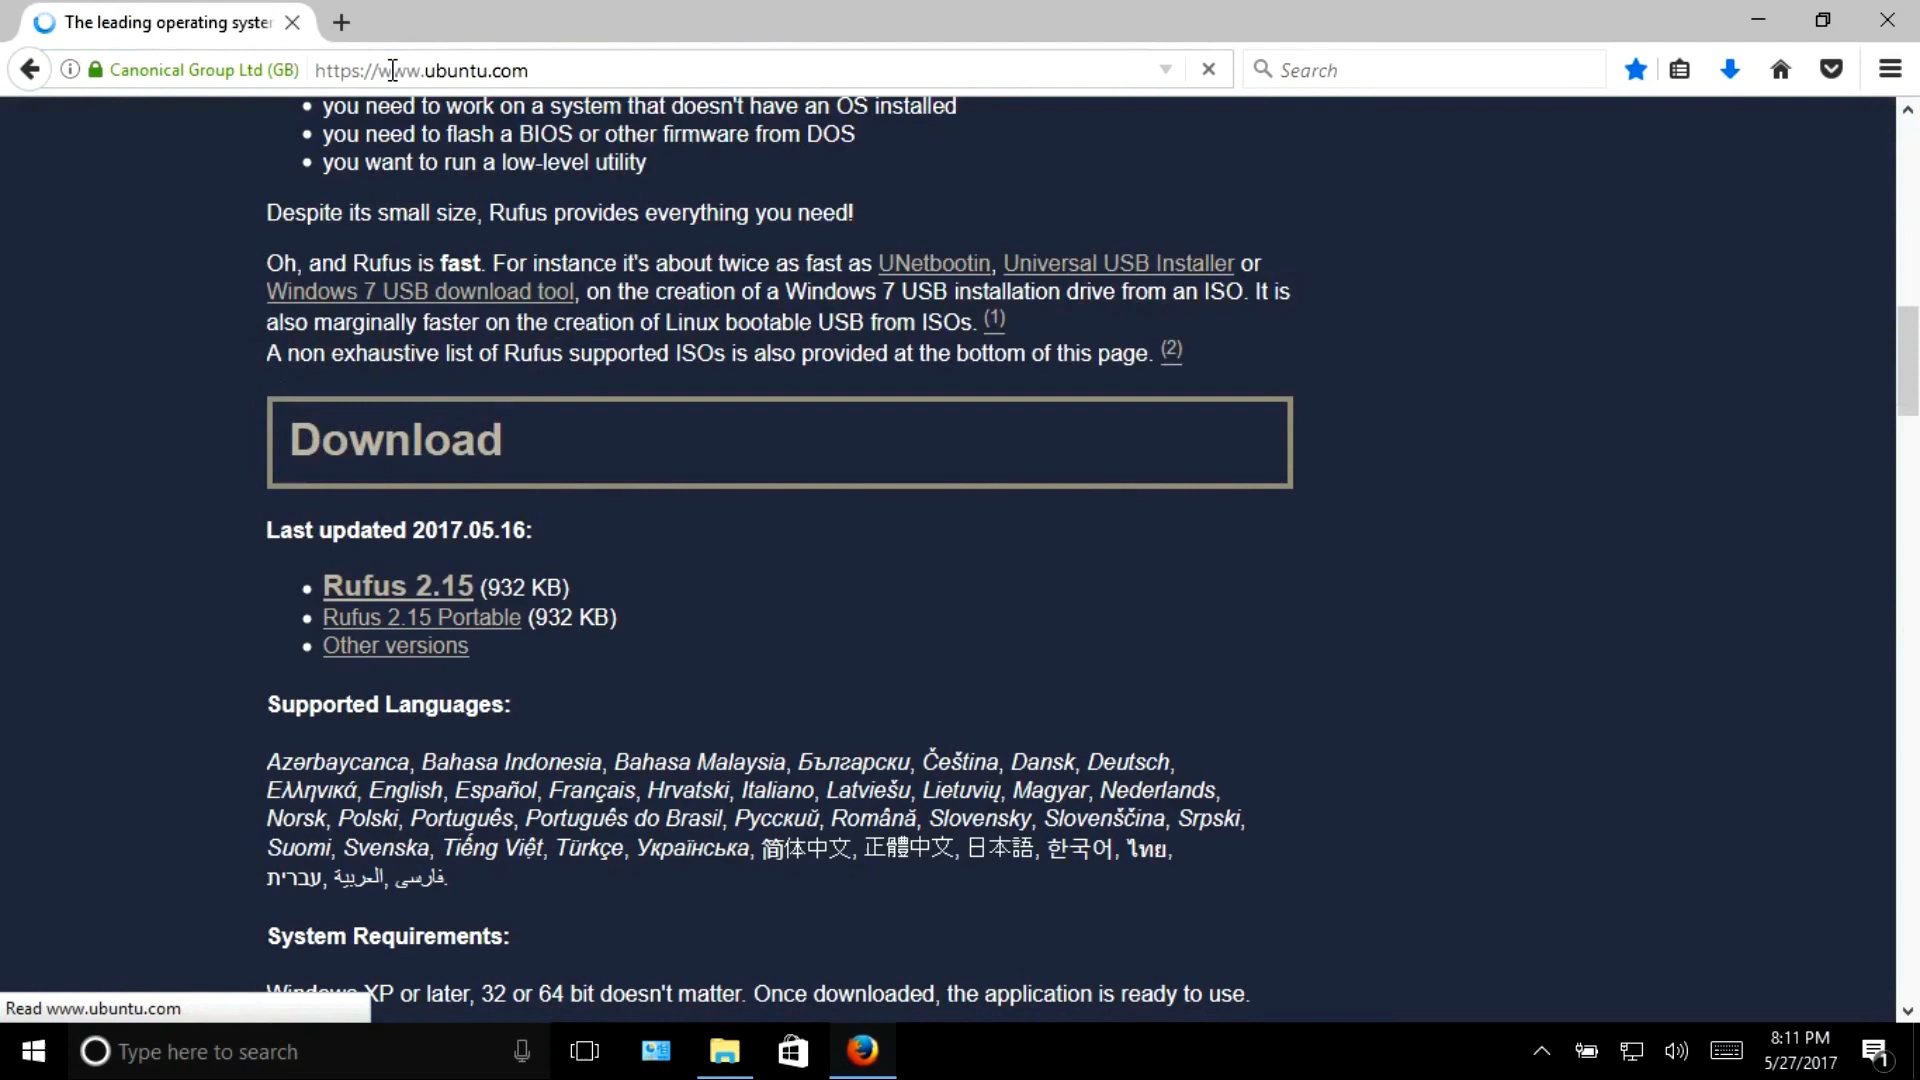 The leading operating syste
Canonical Group Ltd (GB) https://www.ubuntu.com Search
you need to work on a system that doesn't have an OS installed
you need to flash a BIOS or other firmware from DOS
you want to run a low-level utility
Despite its small size, Rufus provides everything you need!
Oh, and Rufus is fast. For instance it's about twice as fast as UNetbootin, Universal USB Installer or
Windows 7 USB download tool, on the creation of a Windows 7 USB installation drive from an ISO. It is
also marginally faster on the creation of Linux bootable USB from ISOs. (1)
A non exhaustive list of Rufus supported ISOs is also provided at the bottom of this page. (2)
Download
Last updated 2017.05.16:
Rufus 2.15 (932 KB)
Rufus 2.15 Portable (932 KB)
Other versions
Supported Languages:
Azərbaycanca, Bahasa Indonesia, Bahasa Malaysia, Български, Čeština, Dansk, Deutsch,
Ελληνικά, English, Español, Français, Hrvatski, Italiano, Latviešu, Lietuvių, Magyar, Nederlands,
Norsk, Polski, Português, Português do Brasil, Русский, Română, Slovensky, Slovenščina, Srpski,
Suomi, Svenska, Tiếng Việt, Türkçe, Українська, 简体中文, 正體中文, 日本語, 한국어, ไทย,
עברית, العربية, فارسی.
System Requirements:
Windows XP or later, 32 or 64 bit doesn't matter. Once downloaded, the application is ready to use.
Read www.ubuntu.com
Type here to search
8:11 PM
5/27/2017
1